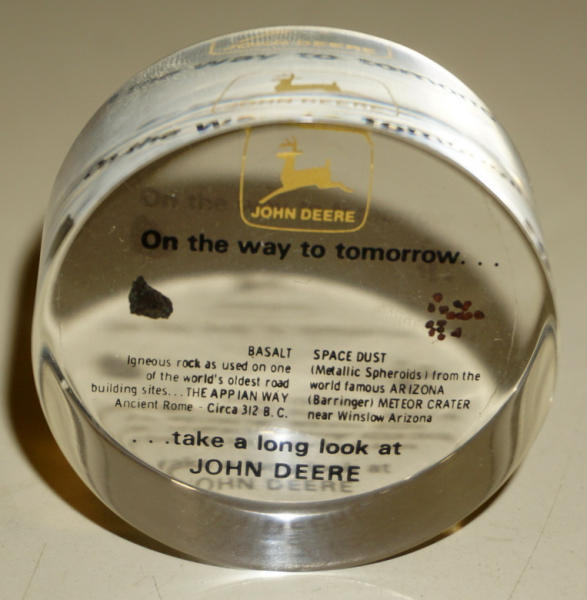 JOHN DEERE
On the way to tomorrow. . .
BASALT
Igneous rock as used on one
of the world's oldest road
building sites...THE APPIAN WAY
Ancient Rome - Circa 312 B.C.
SPACE DUST
(Metallic Spheroids) from the
world famous ARIZONA
(Barringer) METEOR CRATER
near Winslow Arizona
. . .take a long look at
JOHN DEERE